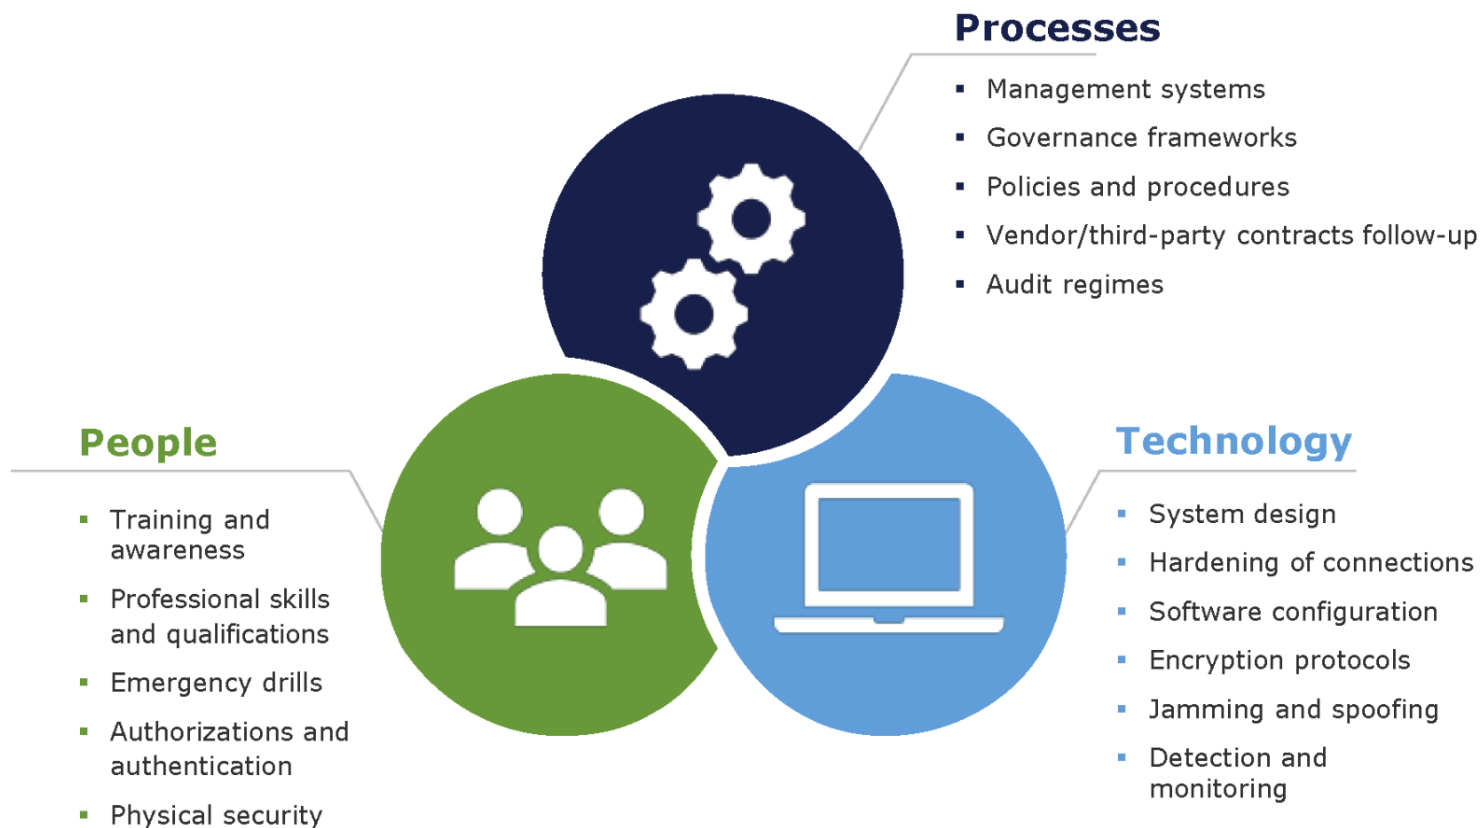 Processes
Management systems
Governance frameworks
Policies and procedures
Vendor/third-party contracts follow-up
Audit regimes
People
Training and
awareness
Professional skills
and qualifications
Emergency drills
Authorizations and
authentication
Physical security
Technology
System design
Hardening of connections
Software configuration
Encryption protocols
Jamming and spoofing
Detection and
monitoring